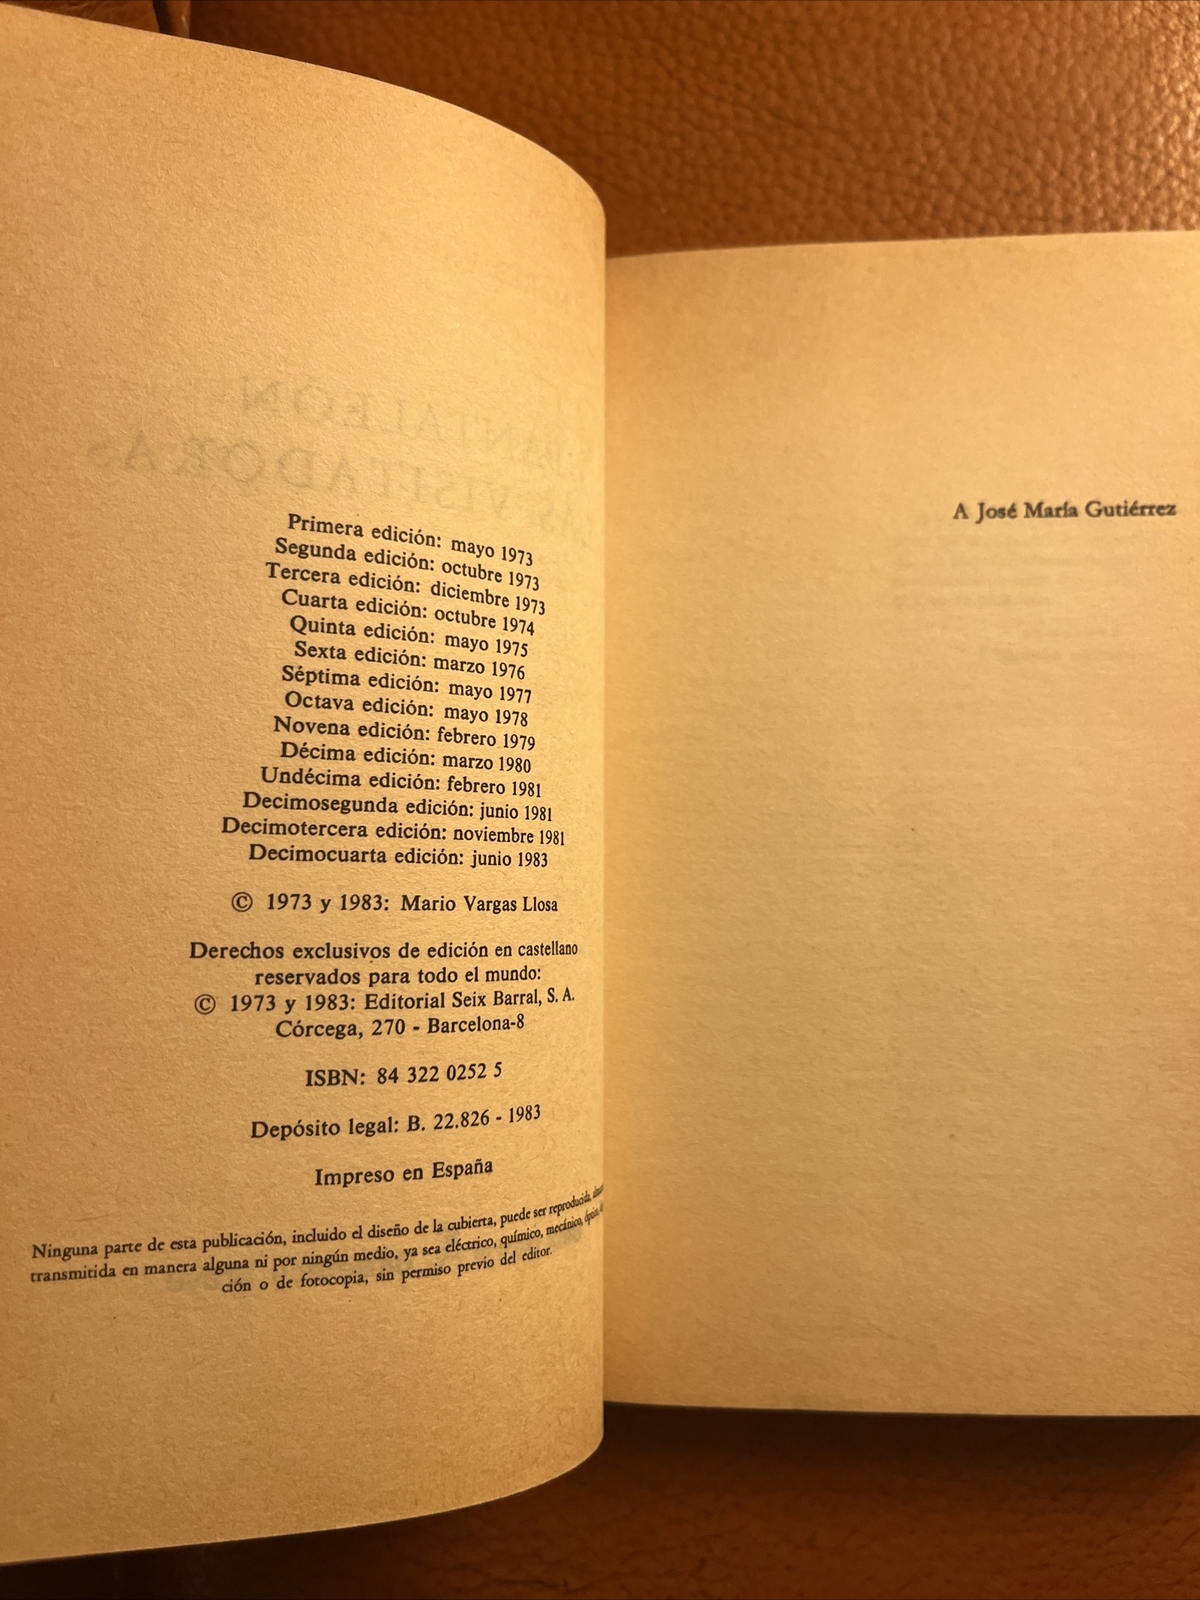 Primera edición: mayo 1973
Segunda edición: octubre 1973
Tercera edición: diciembre 1973
Cuarta edición: octubre 1974
Quinta edición: mayo 1975
Sexta edición: marzo 1976
Séptima edición: mayo 1977
Octava edición: mayo 1978
Novena edición: febrero 1979
Décima edición: marzo 1980
Undécima edición: febrero 1981
Decimosegunda edición: junio 1981
Decimotercera edición: noviembre 1981
Decimocuarta edición: junio 1983
© 1973 y 1983: Mario Vargas Llosa
Derechos exclusivos de edición en castellano
reservados para todo el mundo:
© 1973 y 1983: Editorial Seix Barral, S. A.
Córcega, 270 - Barcelona-8
ISBN: 84 322 0252 5
Depósito legal: B. 22.826 - 1983
Impreso en España
Ninguna parte de esta publicación, incluido el diseño de la cubierta, puede ser reproducida,
transmitida en manera alguna ni por ningún medio, ya sea eléctrico, químico, mecánico,
ción o de fotocopia, sin permiso previo del editor.
A José María Gutiérrez